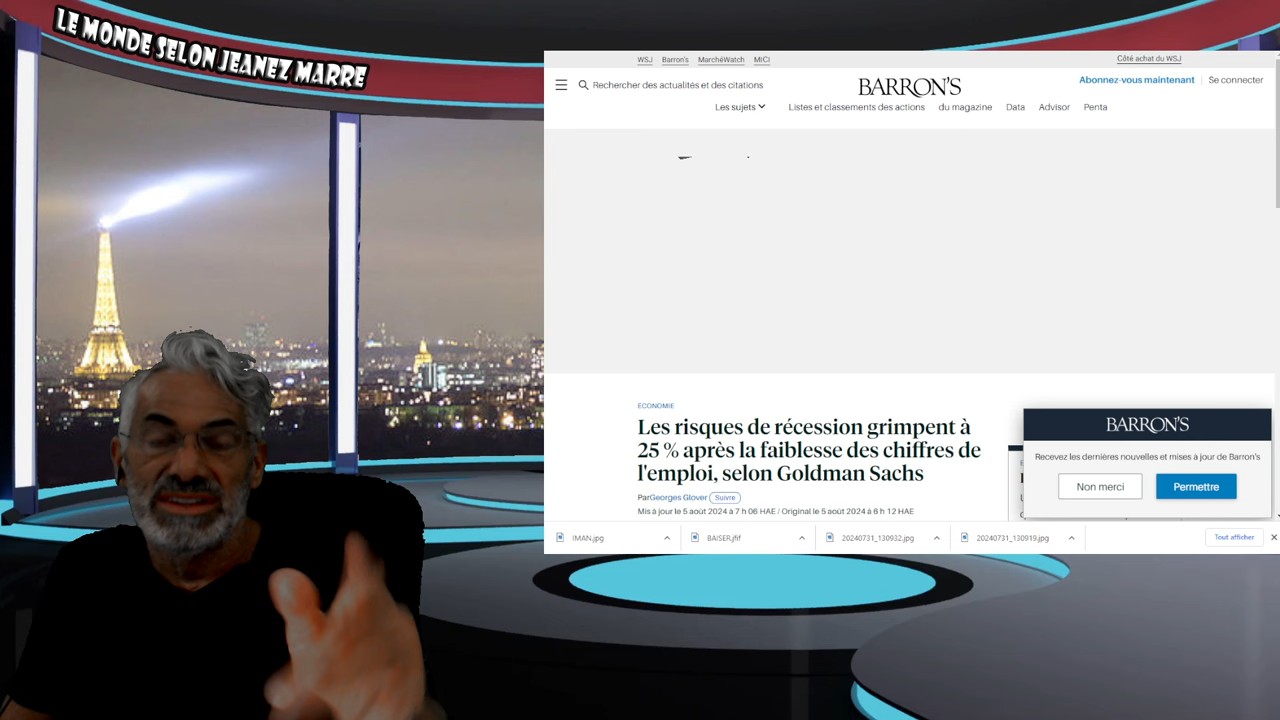 LE MONDE SELON JEANEZ MARRE
WSJ Barron's MarchéWatch MICI
Côté achat du WSJ
Rechercher des actualités et des citations
BARRON'S
Abonnez-vous maintenant Se connecter
Les sujets Listes et classements des actions du magazine Data Advisor Penta
ECONOMIE
Les risques de récession grimpent à
25 % après la faiblesse des chiffres de
l'emploi, selon Goldman Sachs
ParGeorges Glover Suivre
Mis à jour le 5 août 2024 à 7 h 06 HAE / Original le 5 août 2024 à 6 h 12 HAE
BARRON'S
Recevez les dernières nouvelles et mises à jour de Barron's
Non merci Permettre
IMAN.jpg BAISER.jfif 20240731_130932.jpg 20240731_130919.jpg Tout afficher